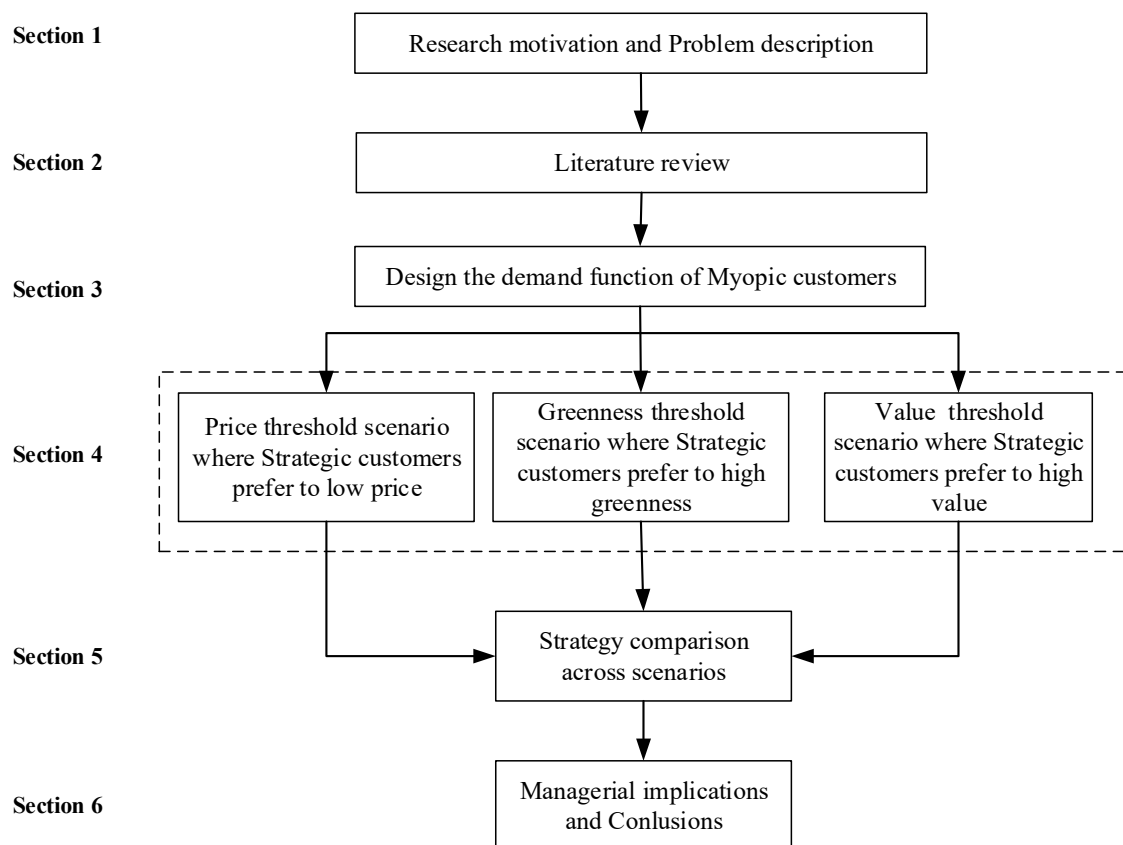 Section 1
Research motivation and Problem description
Section 2
Literature review
Section 3
Design the demand function of Myopic customers
Section 4
Price threshold scenario
where Strategic customers
prefer to low price
Greenness threshold
scenario where Strategic
customers prefer to high
greenness
Value threshold
scenario where Strategic
customers prefer to high
value
Section 5
Strategy comparison
across scenarios
Section 6
Managerial implications
and Conlusions